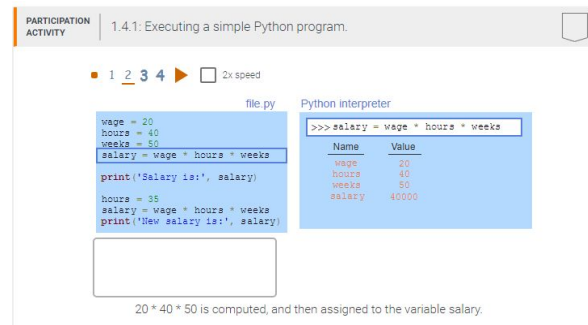 PARTICIPATION
ACTIVITY
1.4.1: Executing a simple Python program.
1 2 3 4 2x speed
file.py
wage = 20
hours = 40
weeks = 50
salary = wage * hours * weeks
print('Salary is:', salary)
hours = 35
salary = wage * hours * weeks
print('New salary is:', salary)
Python interpreter
>>> salary = wage * hours * weeks
Name Value
wage 20
hours 40
weeks 50
salary 40000
20 * 40 * 50 is computed, and then assigned to the variable salary.